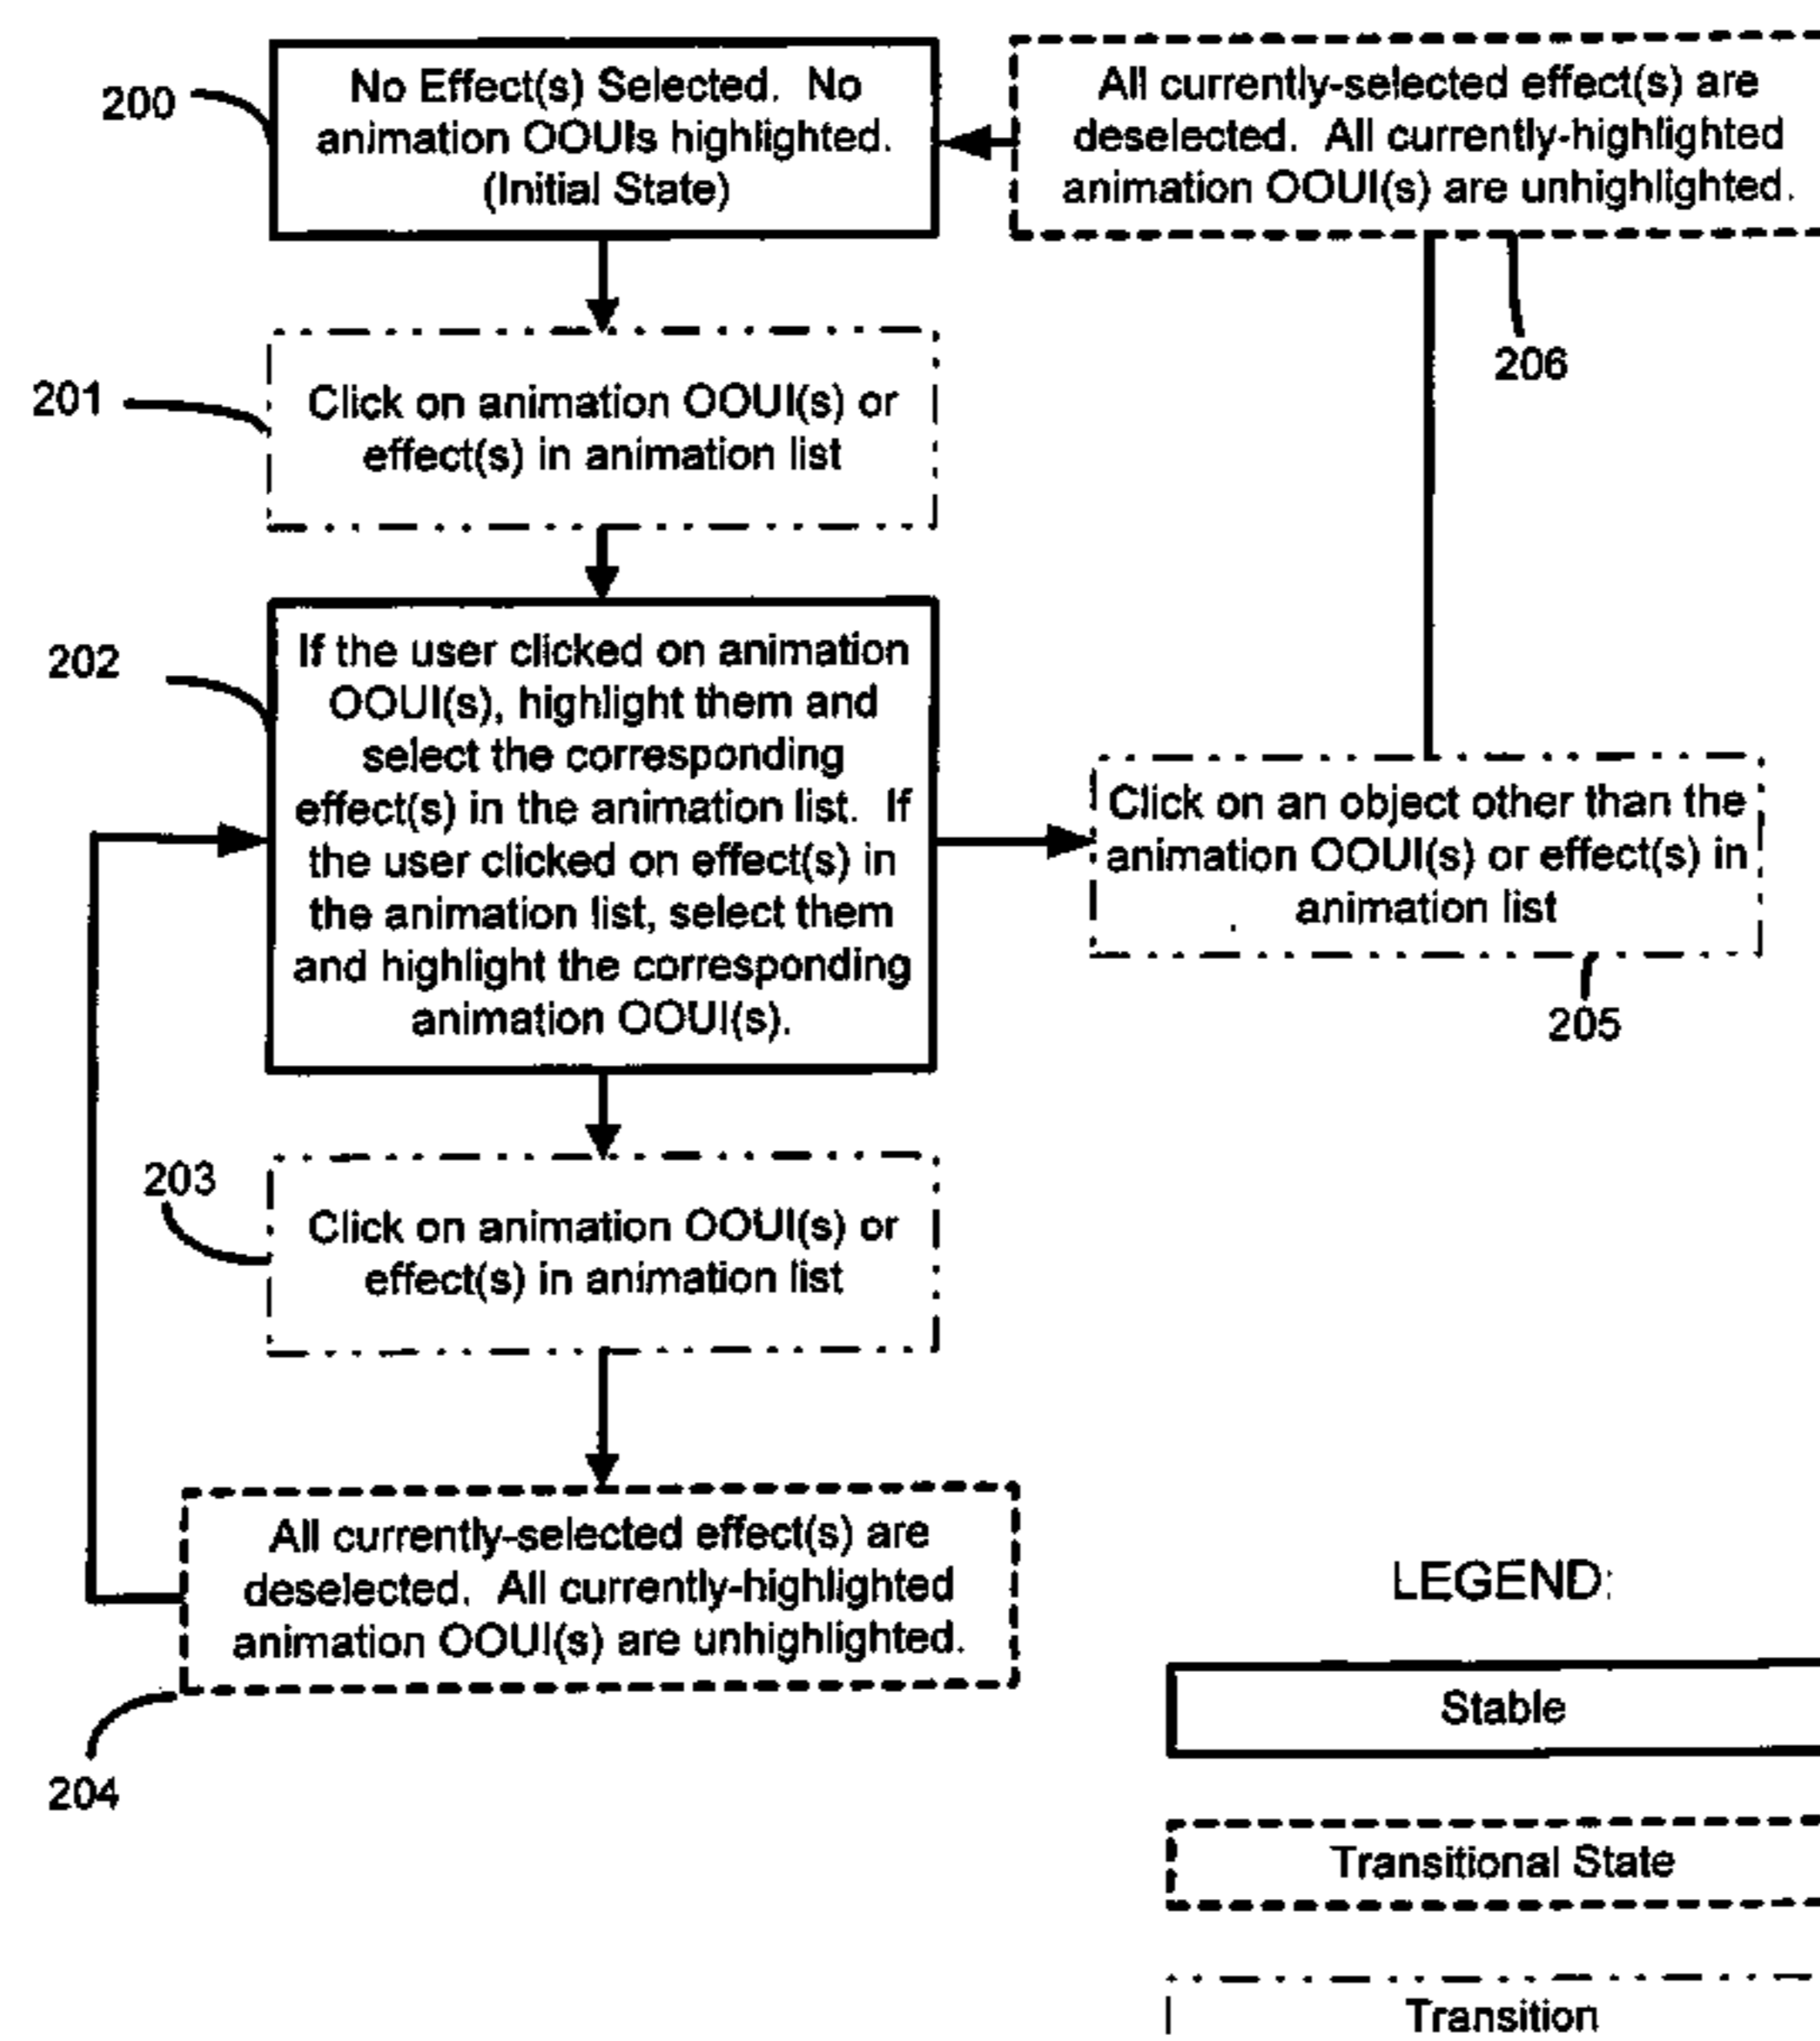 200
No Effect(s) Selected. No
animation OOUIs highlighted.
(Initial State)
All currently-selected effect(s) are
deselected. All currently-highlighted
animation OOUI(s) are unhighlighted.
206
201
Click on animation OOUI(s) or
effect(s) in animation list
202
If the user clicked on animation
OOUI(s), highlight them and
select the corresponding
effect(s) in the animation list. If
the user clicked on effect(s) in
the animation list, select them
and highlight the corresponding
animation OOUI(s).
Click on an object other than the
animation OOUI(s) or effect(s) in
animation list
205
203
Click on animation OOUI(s) or
effect(s) in animation list
All currently-selected effect(s) are
deselected. All currently-highlighted
animation OOUI(s) are unhighlighted.
204
LEGEND:
Stable
Transitional State
Transition